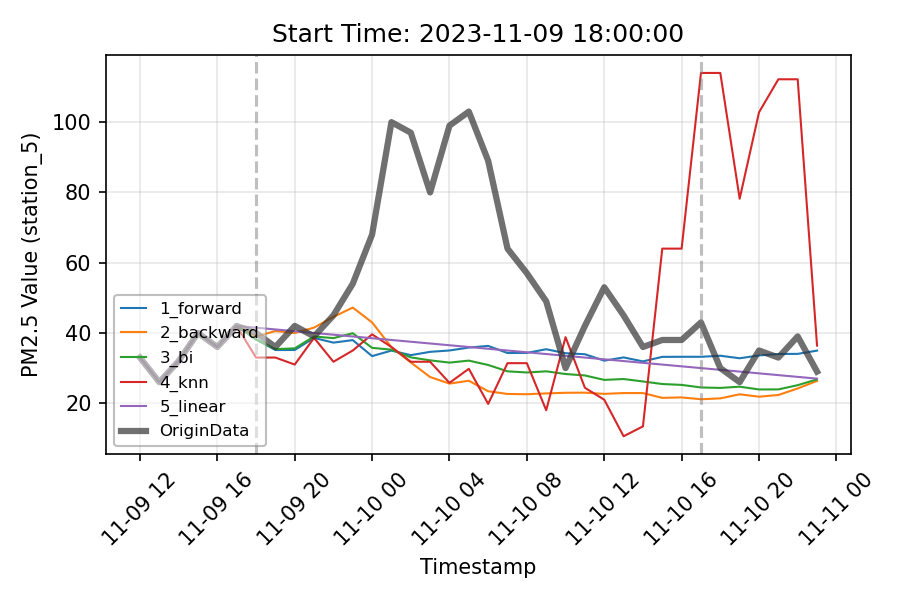 Start Time: 2023-11-09 18:00:00
PM2.5 Value (station_5)
100
80
60
40
20
1_forward
2_backward
3_bi
4_knn
5_linear
OriginData
11-09 12
11-09 16
11-09 20
11-10 00
11-10 04
11-10 08
11-10 12
11-10 16
11-10 20
11-11 00
Timestamp